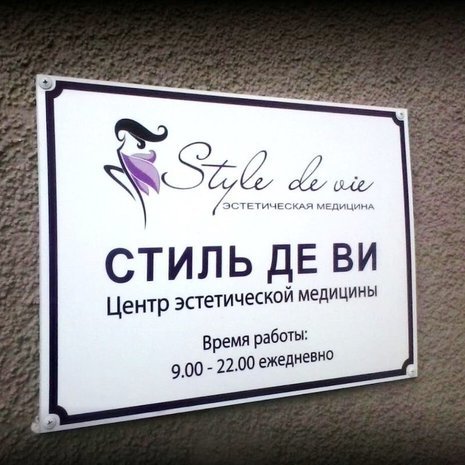 Style de vie
ЭСТЕТИЧЕСКАЯ МЕДИЦИНА
СТИЛЬ ДЕ ВИ
Центр эстетической медицины
Время работы:
9.00 - 22.00 ежедневно